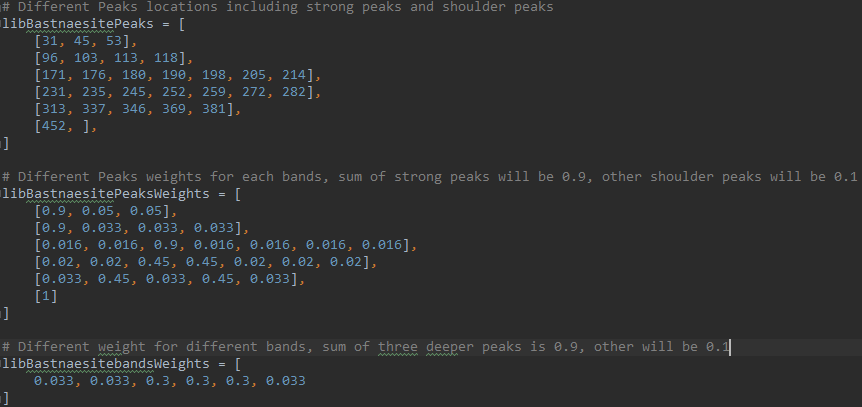 # Different Peaks locations including strong peaks and shoulder peaks
libBastnaesitePeaks = [
    [31, 45, 53],
    [96, 103, 113, 118],
    [171, 176, 180, 190, 198, 205, 214],
    [231, 235, 245, 252, 259, 272, 282],
    [313, 337, 346, 369, 381],
    [452, ],
]
# Different Peaks weights for each bands, sum of strong peaks will be 0.9, other shoulder peaks will be 0.1
libBastnaesitePeaksWeights = [
    [0.9, 0.05, 0.05],
    [0.9, 0.033, 0.033, 0.033],
    [0.016, 0.016, 0.9, 0.016, 0.016, 0.016, 0.016],
    [0.02, 0.02, 0.45, 0.45, 0.02, 0.02, 0.02],
    [0.033, 0.45, 0.033, 0.45, 0.033],
    [1]
]
# Different weight for different bands, sum of three deeper peaks is 0.9, other will be 0.1
libBastnaesitebandsWeights = [
    0.033, 0.033, 0.3, 0.3, 0.3, 0.033
]